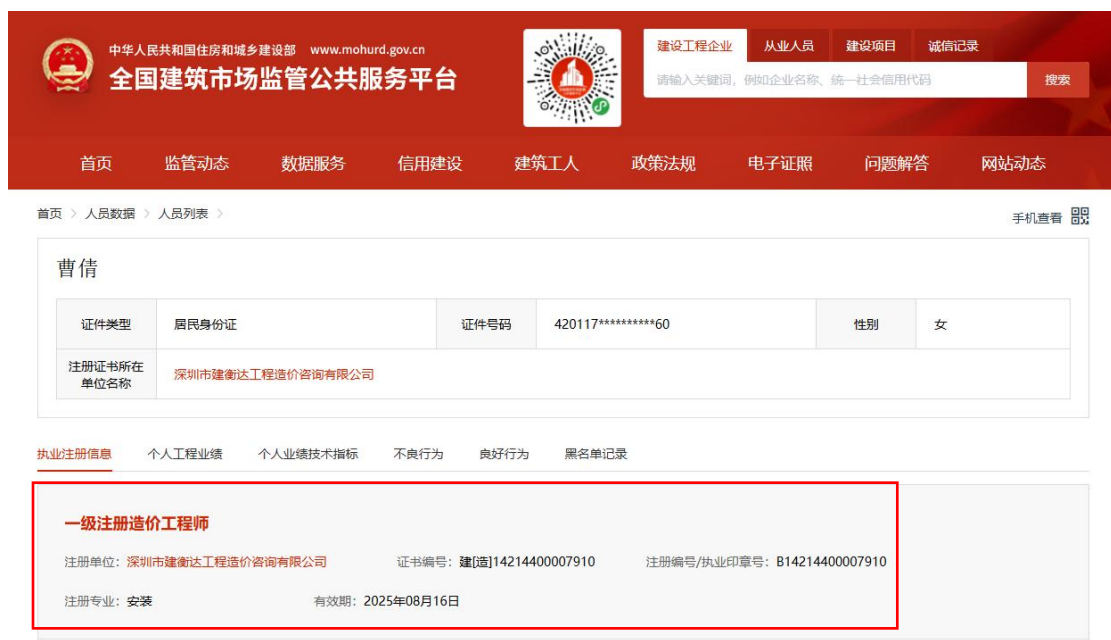 中华人民共和国住房和城乡建设部 www.mohurd.gov.cn
全国建筑市场监管公共服务平台
建设工程企业 从业人员 建设项目 诚信记录
请输入关键词，例如企业名称、统一社会信用代码 搜索
首页 监管动态 数据服务 信用建设 建筑工人 政策法规 电子证照 问题解答 网站动态
首页 > 人员数据 > 人员列表 >
手机查看
曹倩
证件类型 居民身份证 证件号码 420117**********60 性别 女
注册证书所在
单位名称
深圳市建衡达工程造价咨询有限公司
执业注册信息 个人工程业绩 个人业绩技术指标 不良行为 良好行为 黑名单记录
一级注册造价工程师
注册单位：深圳市建衡达工程造价咨询有限公司 证书编号：建[造]14214400007910 注册编号/执业印章号：B14214400007910
注册专业：安装 有效期：2025年08月16日